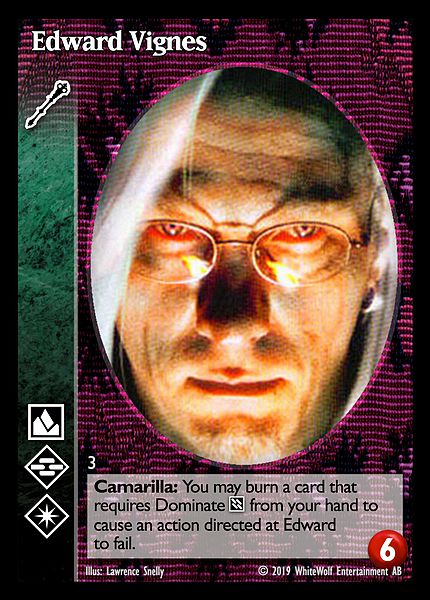 Edward Vignes
3
Camarilla: You may burn a card that
requires Dominate from your hand to
cause an action directed at Edward
to fail.
6
Illus: Lawrence Snelly © 2019 WhiteWolf Entertainment AB